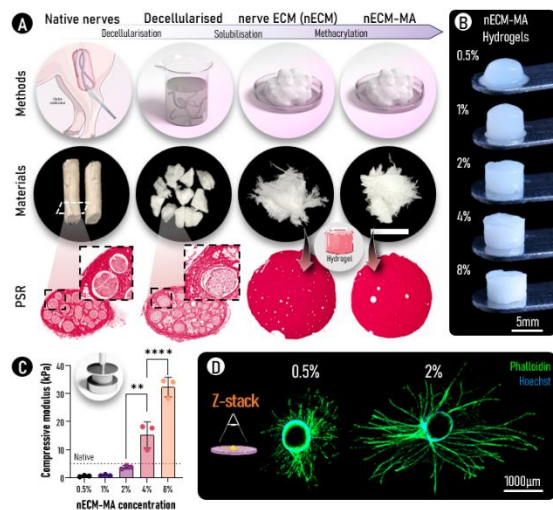 A
Native nerves
Decellularised
nerve ECM (nECM)
nECM-MA
Decellularisation
Solubilisation
Methacrylation
Methods
Materials
PSR
Hydrogel
B
nECM-MA
Hydrogels
0.5%
1%
2%
4%
8%
5mm
C
Compressive modulus (kPa)
40
30
20
10
5
0
Native
**
****
0.5%
1%
2%
4%
8%
nECM-MA concentration
D
0.5%
2%
Phalloidin
Hoechst
Z-stack
1000µm